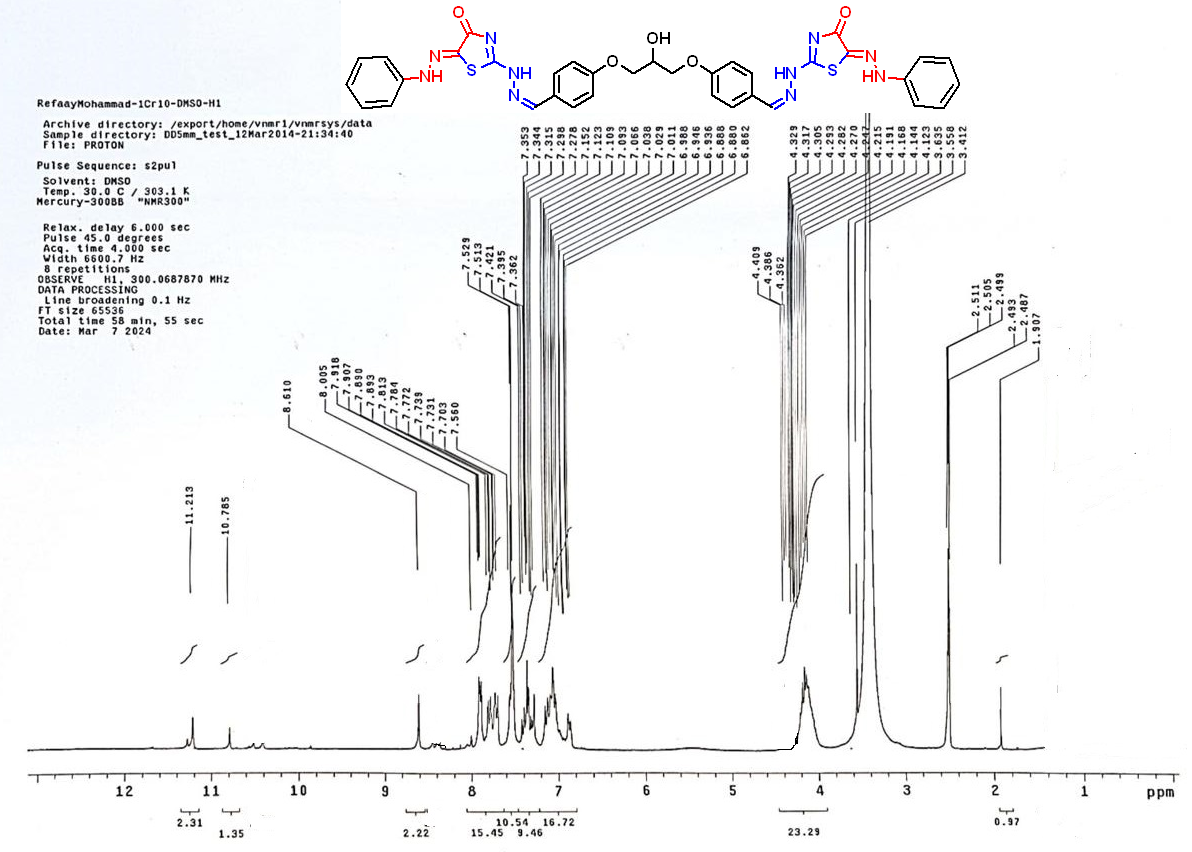 O
N
N
S
HN
NH
N
O
OH
O
NH
N
N
S
O
N
HN
RefaayMohammad-1Cr10-DMSO-H1
Archive directory: /export/home/vnmr1/vnmrsys/data
Sample directory: DD5mm_test_12Mar2014-21:34:40
File: PROTON
Pulse Sequence: s2pul
Solvent: DMSO
Temp. 30.0 C / 303.1 K
Mercury-300BB "NMR300"
Relax. delay 6.000 sec
Pulse 45.0 degrees
Acq. time 4.000 sec
Width 6600.7 Hz
8 repetitions
OBSERVE H1, 300.0687870 MHz
DATA PROCESSING
Line broadening 0.1 Hz
FT size 65536
Total time 58 min, 55 sec
Date: Mar 7 2024
11.213
10.785
8.610
8.005
7.918
7.907
7.890
7.893
7.813
7.784
7.772
7.739
7.731
7.703
7.560
7.529
7.513
7.421
7.395
7.362
7.353
7.344
7.315
7.298
7.278
7.152
7.123
7.109
7.093
7.066
7.038
7.029
7.011
6.988
6.946
6.936
6.888
6.880
6.862
4.409
4.386
4.362
4.329
4.317
4.305
4.293
4.282
4.270
4.247
4.215
4.191
4.168
4.144
4.123
3.635
3.558
3.412
2.511
2.505
2.499
2.493
2.487
1.907
12 11 10 9 8 7 6 5 4 3 2 1 ppm
2.31
1.35
2.22
15.45
10.54
9.46
16.72
23.29
0.97